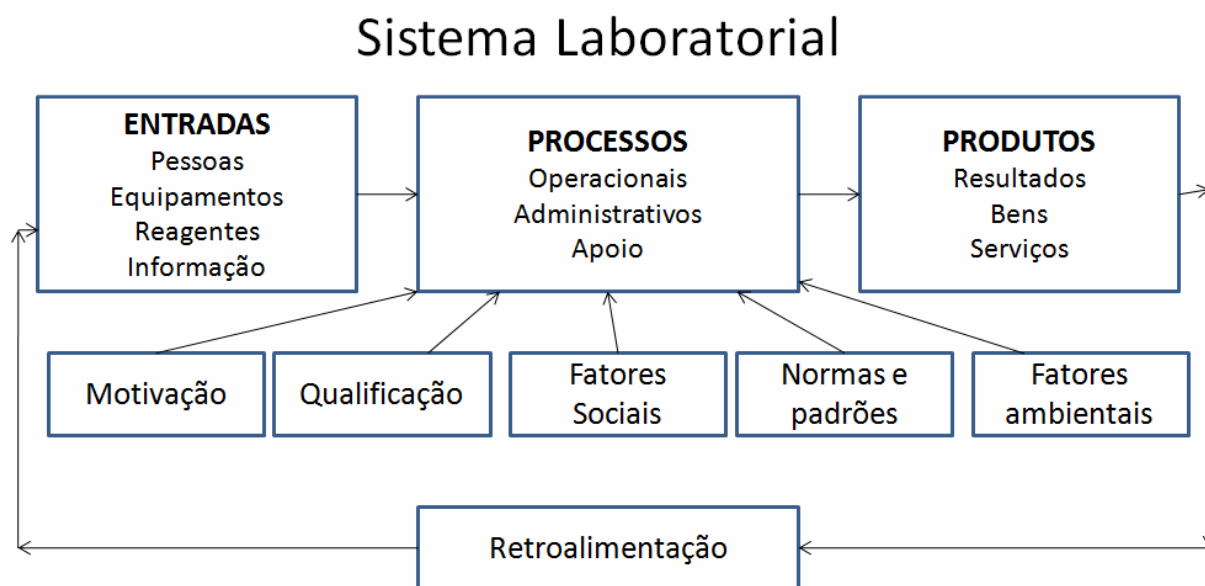 Sistema Laboratorial
ENTRADAS
Pessoas
Equipamentos
Reagentes
Informação
PROCESSOS
Operacionais
Administrativos
Apoio
PRODUTOS
Resultados
Bens
Serviços
Motivação
Qualificação
Fatores
Sociais
Normas e
padrões
Fatores
ambientais
Retroalimentação